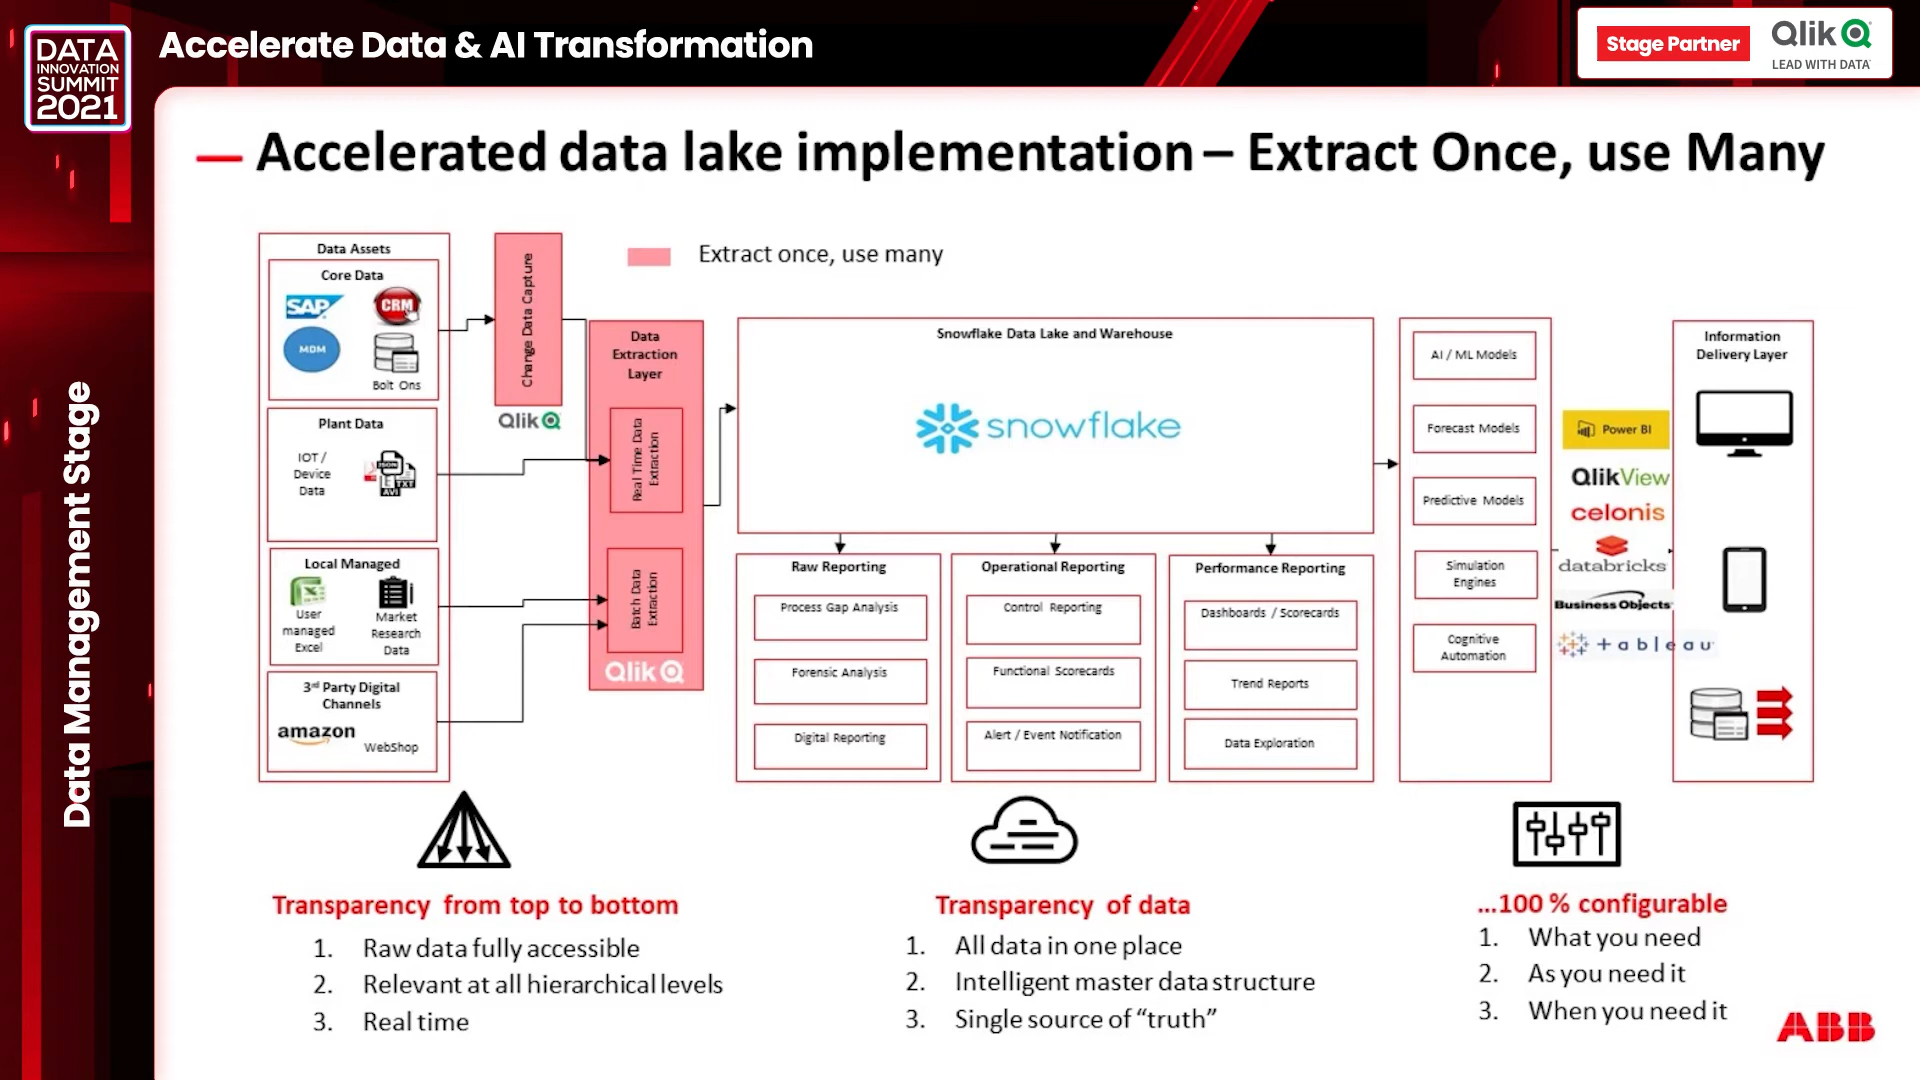 DATA
INNOVATION
SUMMIT
2021
Accelerate Data & AI Transformation
Stage Partner
Qlik
LEAD WITH DATA
Data Management Stage
— Accelerated data lake implementation – Extract Once, use Many
Extract once, use many
Data Assets
Core Data
SAP
CRM
MDM
Bolt Ons
Plant Data
IOT /
Device
Data
JSON
TXT
AVI
Local Managed
User
managed
Excel
Market
Research
Data
3rd Party Digital
Channels
amazon
WebShop
Change Data Capture
Qlik
Data
Extraction
Layer
Real Time Data
Extraction
Batch Data
Extraction
Qlik
Snowflake Data Lake and Warehouse
snowflake
Raw Reporting
Process Gap Analysis
Forensic Analysis
Digital Reporting
Operational Reporting
Control Reporting
Functional Scorecards
Alert / Event Notification
Performance Reporting
Dashboards / Scorecards
Trend Reports
Data Exploration
AI / ML Models
Forecast Models
Predictive Models
Simulation
Engines
Cognitive
Automation
Power BI
QlikView
celonis
databricks
Business Objects
+ a b | e a u
Information
Delivery Layer
Transparency from top to bottom
1. Raw data fully accessible
2. Relevant at all hierarchical levels
3. Real time
Transparency of data
1. All data in one place
2. Intelligent master data structure
3. Single source of “truth”
...100 % configurable
1. What you need
2. As you need it
3. When you need it
ABB